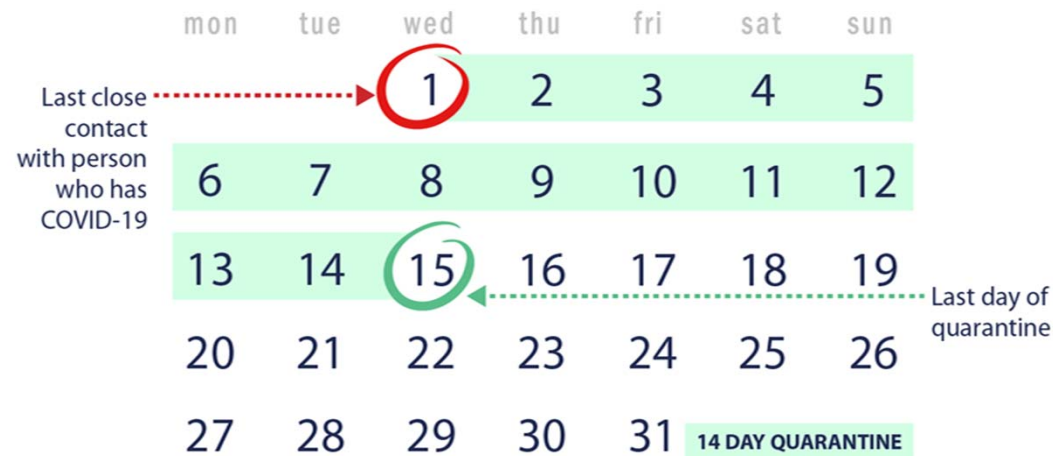 mon tue wed thu fri sat sun
Last close
contact
with person
who has
COVID-19
1 2 3 4 5
6 7 8 9 10 11 12
13 14 15 16 17 18 19
Last day of
quarantine
20 21 22 23 24 25 26
27 28 29 30 31
14 DAY QUARANTINE